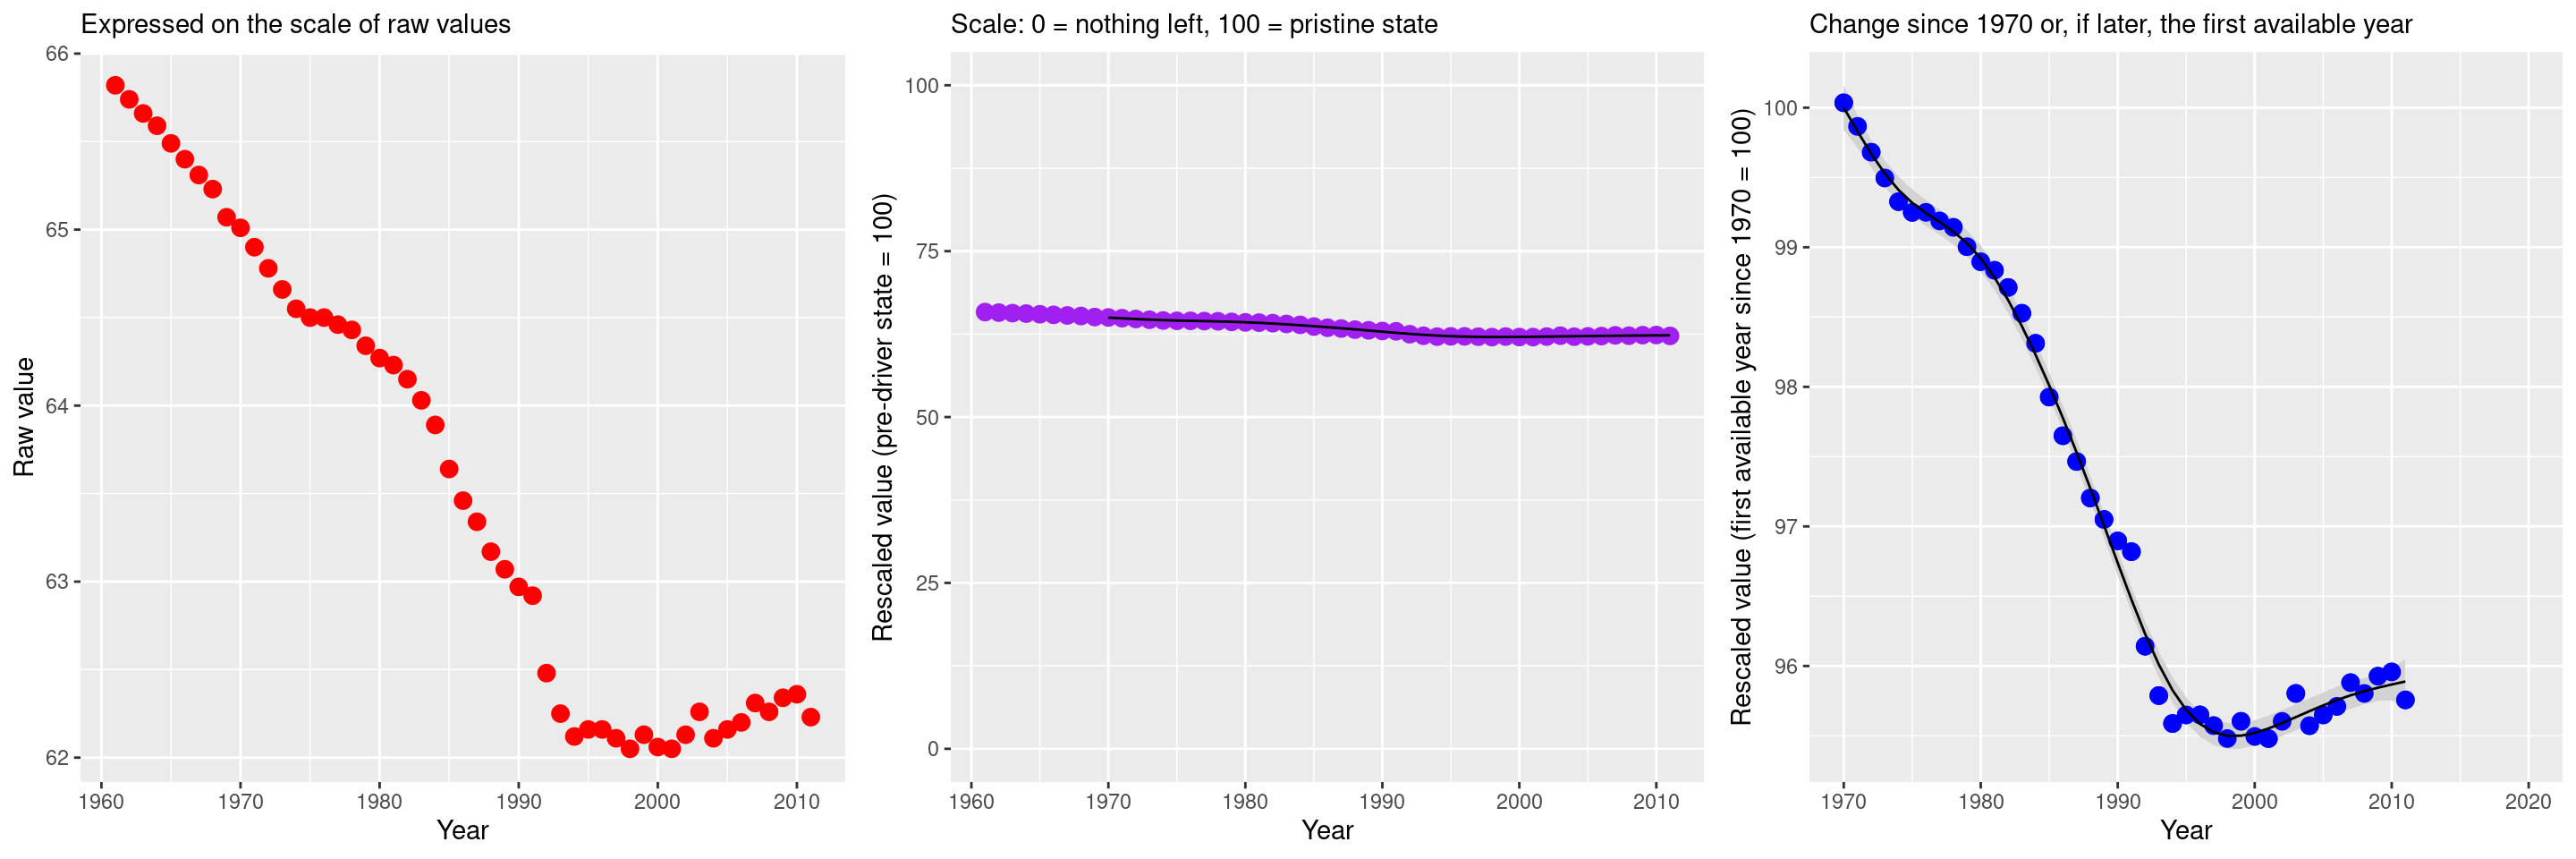 Expressed on the scale of raw values
Raw value
66
65
64
63
62
1960 1970 1980 1990 2000 2010
Year
Scale: 0 = nothing left, 100 = pristine state
Rescaled value (pre-driver state = 100)
100
75
50
25
0
1960 1970 1980 1990 2000 2010
Year
Change since 1970 or, if later, the first available year
Rescaled value (first available year since 1970 = 100)
100
99
98
97
96
1970 1980 1990 2000 2010 2020
Year